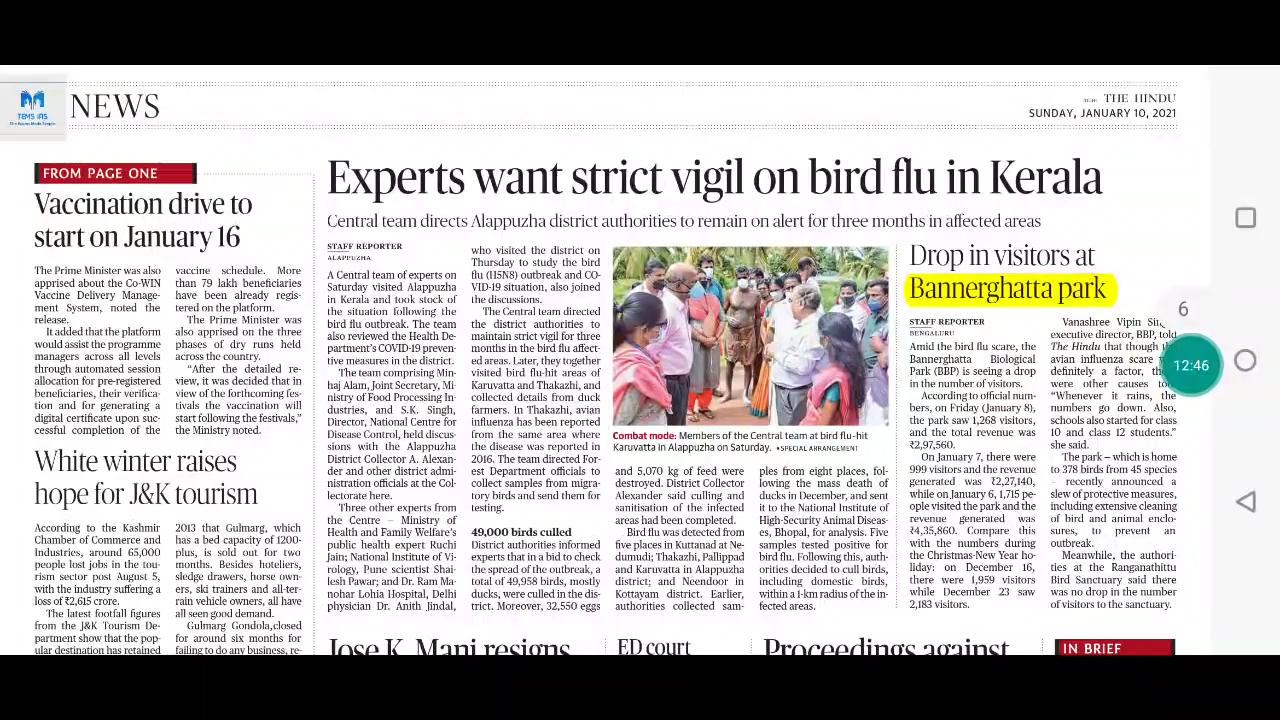 TEMS IAS
NEWS
THE HINDU
SUNDAY, JANUARY 10, 2021
FROM PAGE ONE
Vaccination drive to
start on January 16
The Prime Minister was also
apprised about the Co-WIN
Vaccine Delivery Manage-
ment System, noted the
release.
It added that the platform
would assist the programme
managers across all levels
through automated session
allocation for pre-registered
beneficiaries, their verifica-
tion and for generating a
digital certificate upon suc-
cessful completion of the
vaccine schedule. More
than 79 lakh beneficiaries
have been already regis-
tered on the platform.
The Prime Minister was
also apprised on the three
phases of dry runs held
across the country.
“After the detailed re-
view, it was decided that in
view of the forthcoming fes-
tivals the vaccination will
start following the festivals,”
the Ministry noted.
White winter raises
hope for J&K tourism
According to the Kashmir
Chamber of Commerce and
Industries, around 65,000
people lost jobs in the tou-
rism sector post August 5,
with the industry suffering a
loss of ₹2,615 crore.
The latest footfall figures
from the J&K Tourism De-
partment show that the pop-
ular destination has retained
2013 that Gulmarg, which
has a bed capacity of 1200-
plus, is sold out for two
months. Besides hoteliers,
sledge drawers, horse own-
ers, ski trainers and all-ter-
rain vehicle owners, all have
all seen good demand.
Gulmarg Gondola,closed
for around six months for
failing to do any business, re-
Experts want strict vigil on bird flu in Kerala
Central team directs Alappuzha district authorities to remain on alert for three months in affected areas
STAFF REPORTER
ALAPPUZHA
A Central team of experts on
Saturday visited Alappuzha
in Kerala and took stock of
the situation following the
bird flu outbreak. The team
also reviewed the Health De-
partment’s COVID-19 preven-
tive measures in the district.
The team comprising Min-
haj Alam, Joint Secretary, Mi-
nistry of Food Processing In-
dustries, and S.K. Singh,
Director, National Centre for
Disease Control, held discus-
sions with the Alappuzha
District Collector A. Alexan-
der and other district admi-
nistration officials at the Col-
lectorate here.
Three other experts from
the Centre – Ministry of
Health and Family Welfare’s
public health expert Ruchi
Jain; National Institute of Vi-
rology, Pune scientist Shai-
lesh Pawar; and Dr. Ram Ma-
nohar Lohia Hospital, Delhi
physician Dr. Anith Jindal,
who visited the district on
Thursday to study the bird
flu (H5N8) outbreak and CO-
VID-19 situation, also joined
the discussions.
The Central team directed
the district authorities to
maintain strict vigil for three
months in the bird flu affect-
ed areas. Later, they together
visited bird flu-hit areas of
Karuvatta and Thakazhi, and
collected details from duck
farmers. In Thakazhi, avian
influenza has been reported
from the same area where
the disease was reported in
2016. The team directed For-
est Department officials to
collect samples from migra-
tory birds and send them for
testing.
49,000 birds culled
District authorities informed
experts that in a bid to check
the spread of the outbreak, a
total of 49,958 birds, mostly
ducks, were culled in the dis-
trict. Moreover, 32,550 eggs
Combat mode: Members of the Central team at bird flu-hit
Karuvatta in Alappuzha on Saturday. •SPECIAL ARRANGEMENT
and 5,070 kg of feed were
destroyed. District Collector
Alexander said culling and
sanitisation of the infected
areas had been completed.
Bird flu was detected from
five places in Kuttanad at Ne-
dumudi; Thakazhi, Pallippad
and Karuvatta in Alappuzha
district; and Neendoor in
Kottayam district. Earlier,
authorities collected sam-
ples from eight places, fol-
lowing the mass death of
ducks in December, and sent
it to the National Institute of
High-Security Animal Diseas-
es, Bhopal, for analysis. Five
samples tested positive for
bird flu. Following this, auth-
orities decided to cull birds,
including domestic birds,
within a 1-km radius of the in-
fected areas.
Drop in visitors at
Bannerghatta park
STAFF REPORTER
BENGALURU
Amid the bird flu scare, the
Bannerghatta Biological
Park (BBP) is seeing a drop
in the number of visitors.
According to official num-
bers, on Friday (January 8),
the park saw 1,268 visitors,
and the total revenue was
₹2,97,560.
On January 7, there were
999 visitors and the revenue
generated was ₹2,27,140,
while on January 6, 1,715 pe-
ople visited the park and the
revenue generated was
₹4,35,860. Compare this
with the numbers during
the Christmas-New Year ho-
liday: on December 16,
there were 1,959 visitors
while December 23 saw
2,183 visitors.
Vanashree Vipin
executive director, BBP, told
The Hindu that though
avian influenza scare
definitely a factor,
were other causes
“Whenever it rains, the
numbers go down. Also,
schools also started for class
10 and class 12 students.”
she said.
The park – which is home
to 378 birds from 45 species
– recently announced a
slew of protective measures,
including extensive cleaning
of bird and animal enclo-
sures, to prevent an
outbreak.
Meanwhile, the authori-
ties at the Ranganathittu
Bird Sanctuary said there
was no drop in the number
of visitors to the sanctuary.
6
12:46
Jose K. Mani resigns
ED court
Proceedings against
IN BRIEF